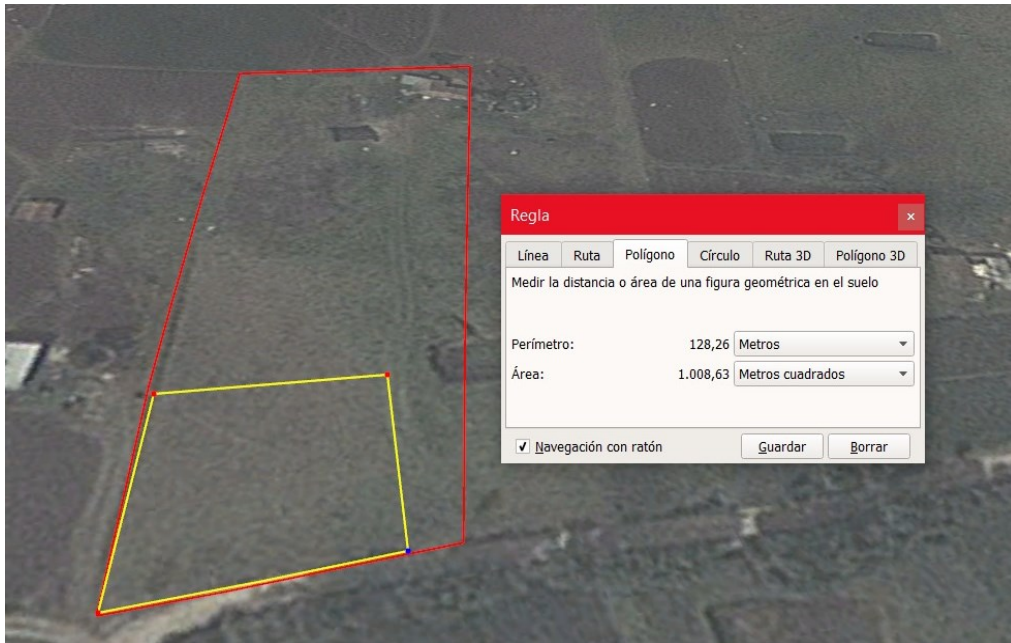 Regla
Línea Ruta Polígono Círculo Ruta 3D Polígono 3D
Medir la distancia o área de una figura geométrica en el suelo
Perímetro: 128,26 Metros
Área: 1.008,63 Metros cuadrados
Navegación con ratón Guardar Borrar